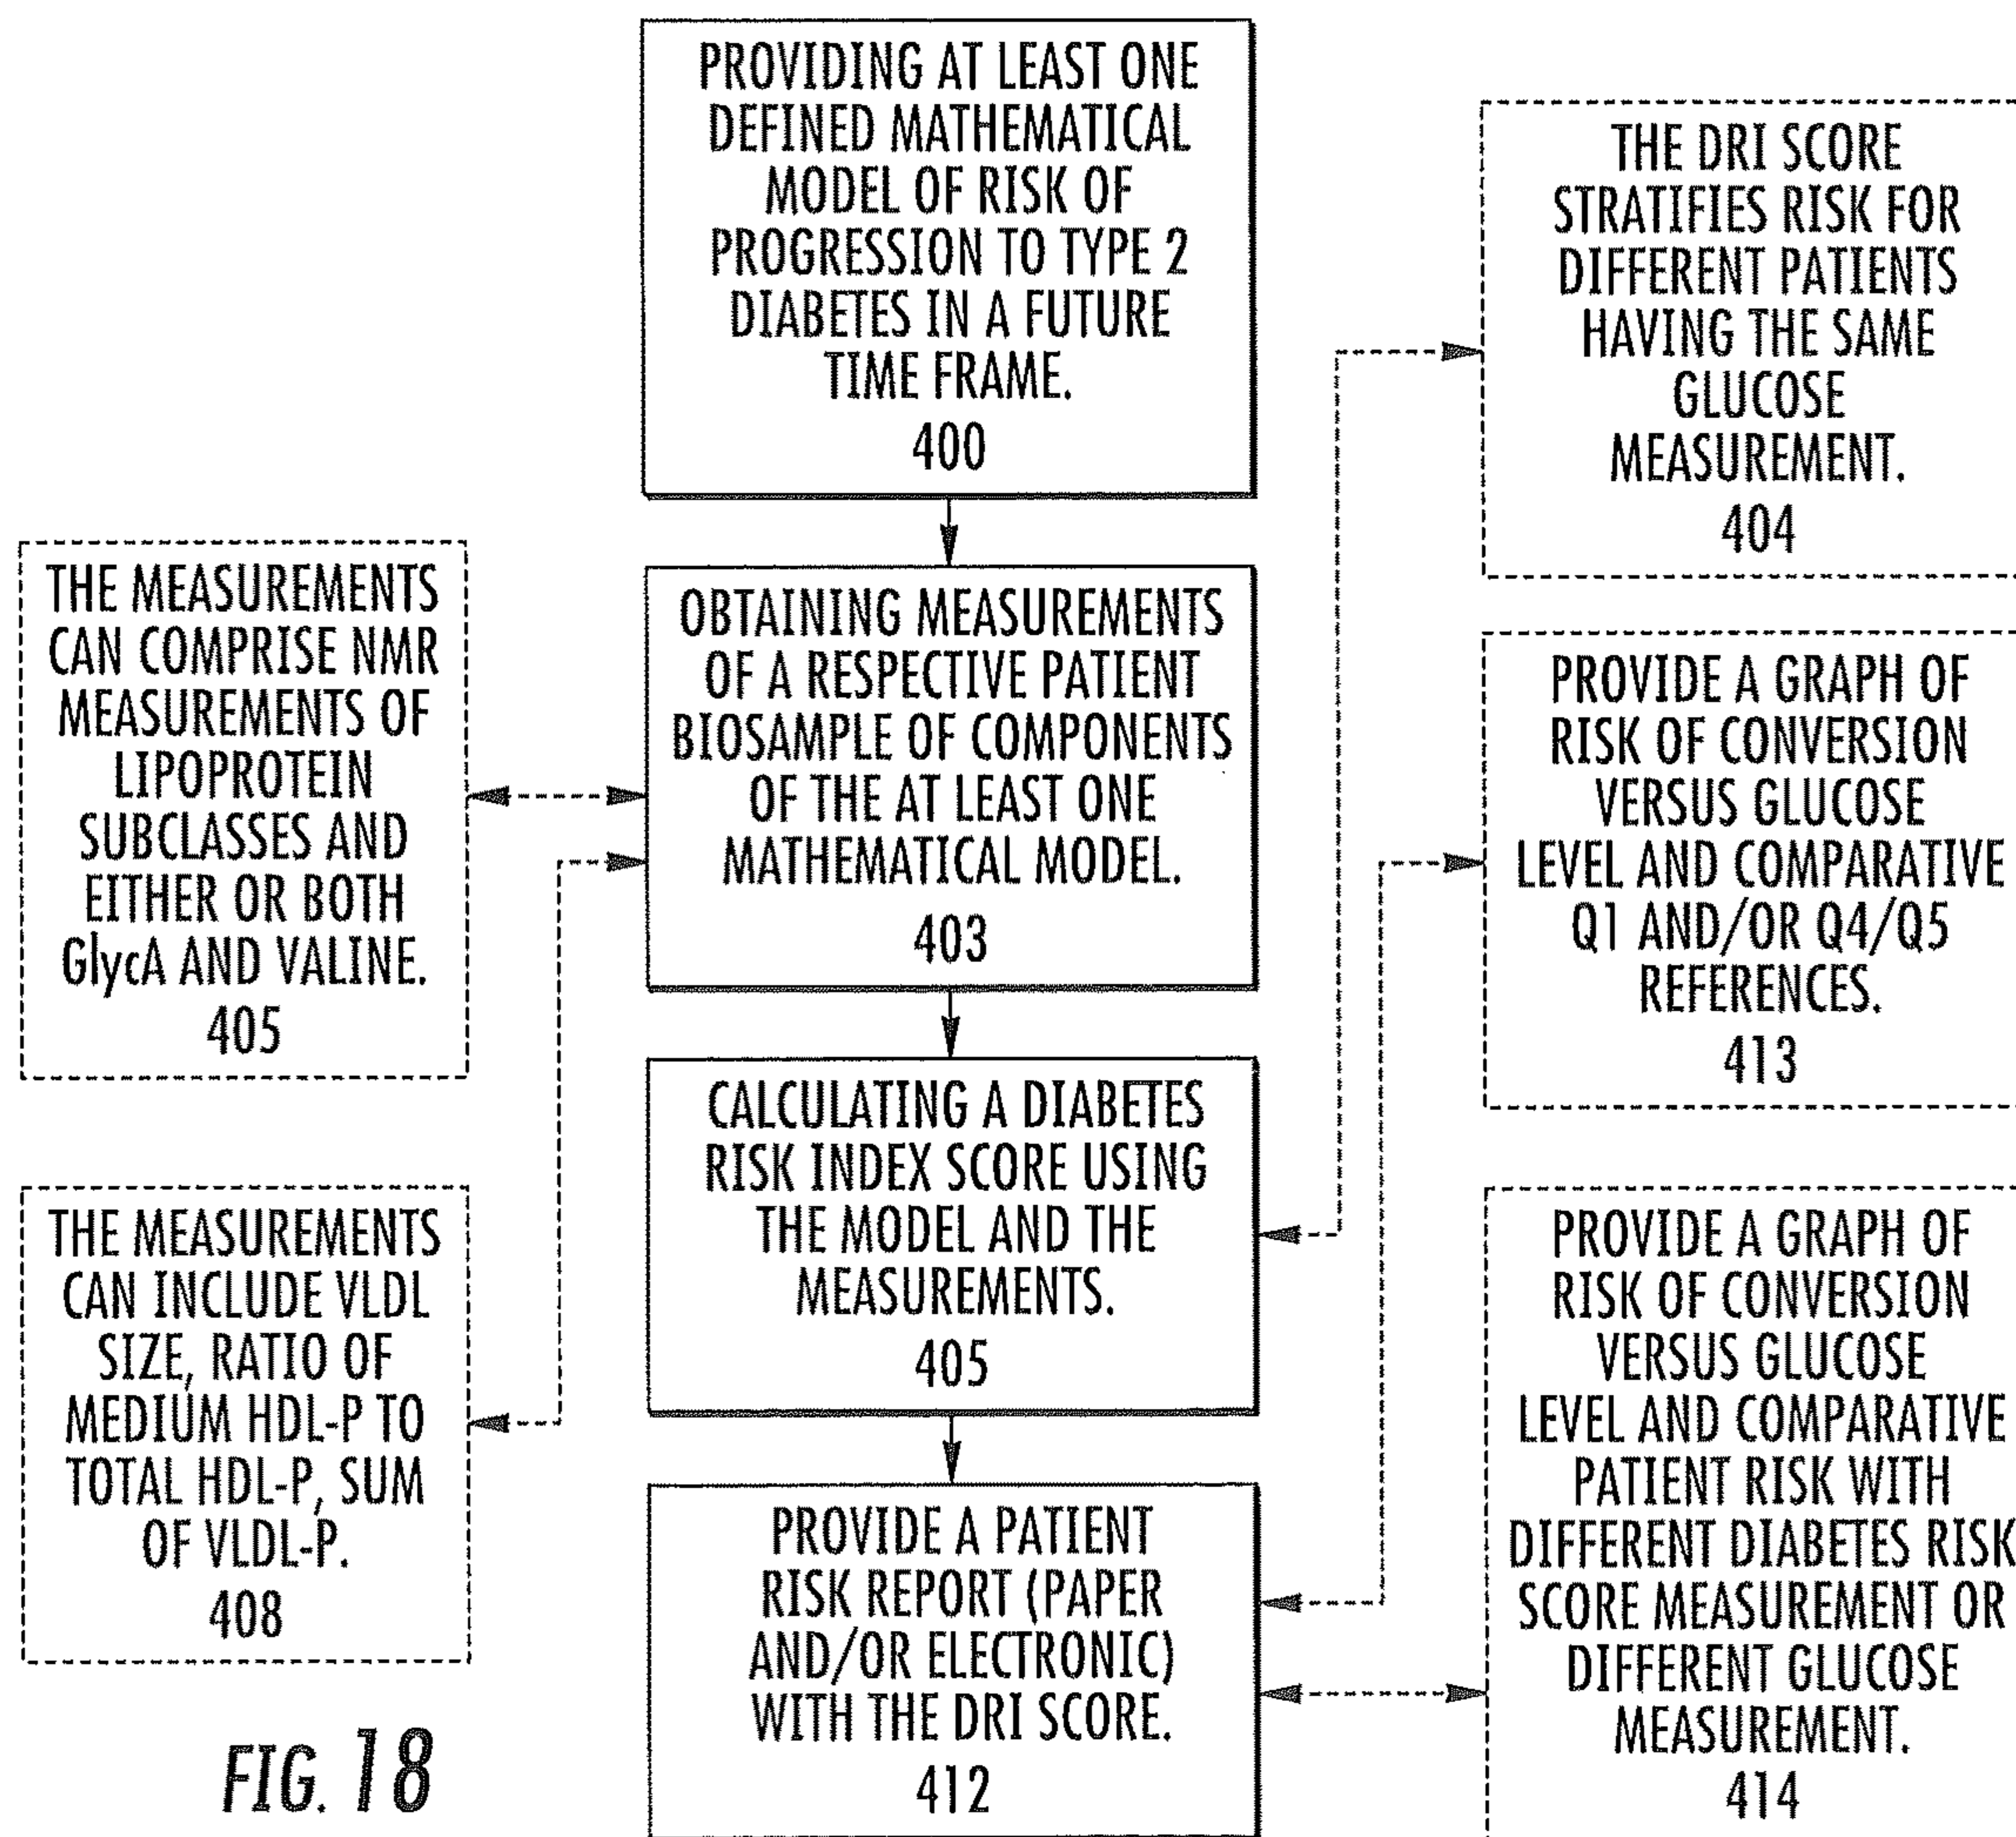 PROVIDING AT LEAST ONE
DEFINED MATHEMATICAL
MODEL OF RISK OF
PROGRESSION TO TYPE 2
DIABETES IN A FUTURE
TIME FRAME.
400
OBTAINING MEASUREMENTS
OF A RESPECTIVE PATIENT
BIOSAMPLE OF COMPONENTS
OF THE AT LEAST ONE
MATHEMATICAL MODEL.
403
CALCULATING A DIABETES
RISK INDEX SCORE USING
THE MODEL AND THE
MEASUREMENTS.
405
PROVIDE A PATIENT
RISK REPORT (PAPER
AND/OR ELECTRONIC)
WITH THE DRI SCORE.
412
THE MEASUREMENTS
CAN COMPRISE NMR
MEASUREMENTS OF
LIPOPROTEIN
SUBCLASSES AND
EITHER OR BOTH
GlycA AND VALINE.
405
THE MEASUREMENTS
CAN INCLUDE VLDL
SIZE, RATIO OF
MEDIUM HDL-P TO
TOTAL HDL-P, SUM
OF VLDL-P.
408
THE DRI SCORE
STRATIFIES RISK FOR
DIFFERENT PATIENTS
HAVING THE SAME
GLUCOSE
MEASUREMENT.
404
PROVIDE A GRAPH OF
RISK OF CONVERSION
VERSUS GLUCOSE
LEVEL AND COMPARATIVE
Q1 AND/OR Q4/Q5
REFERENCES.
413
PROVIDE A GRAPH OF
RISK OF CONVERSION
VERSUS GLUCOSE
LEVEL AND COMPARATIVE
PATIENT RISK WITH
DIFFERENT DIABETES RISK
SCORE MEASUREMENT OR
DIFFERENT GLUCOSE
MEASUREMENT.
414
FIG. 18